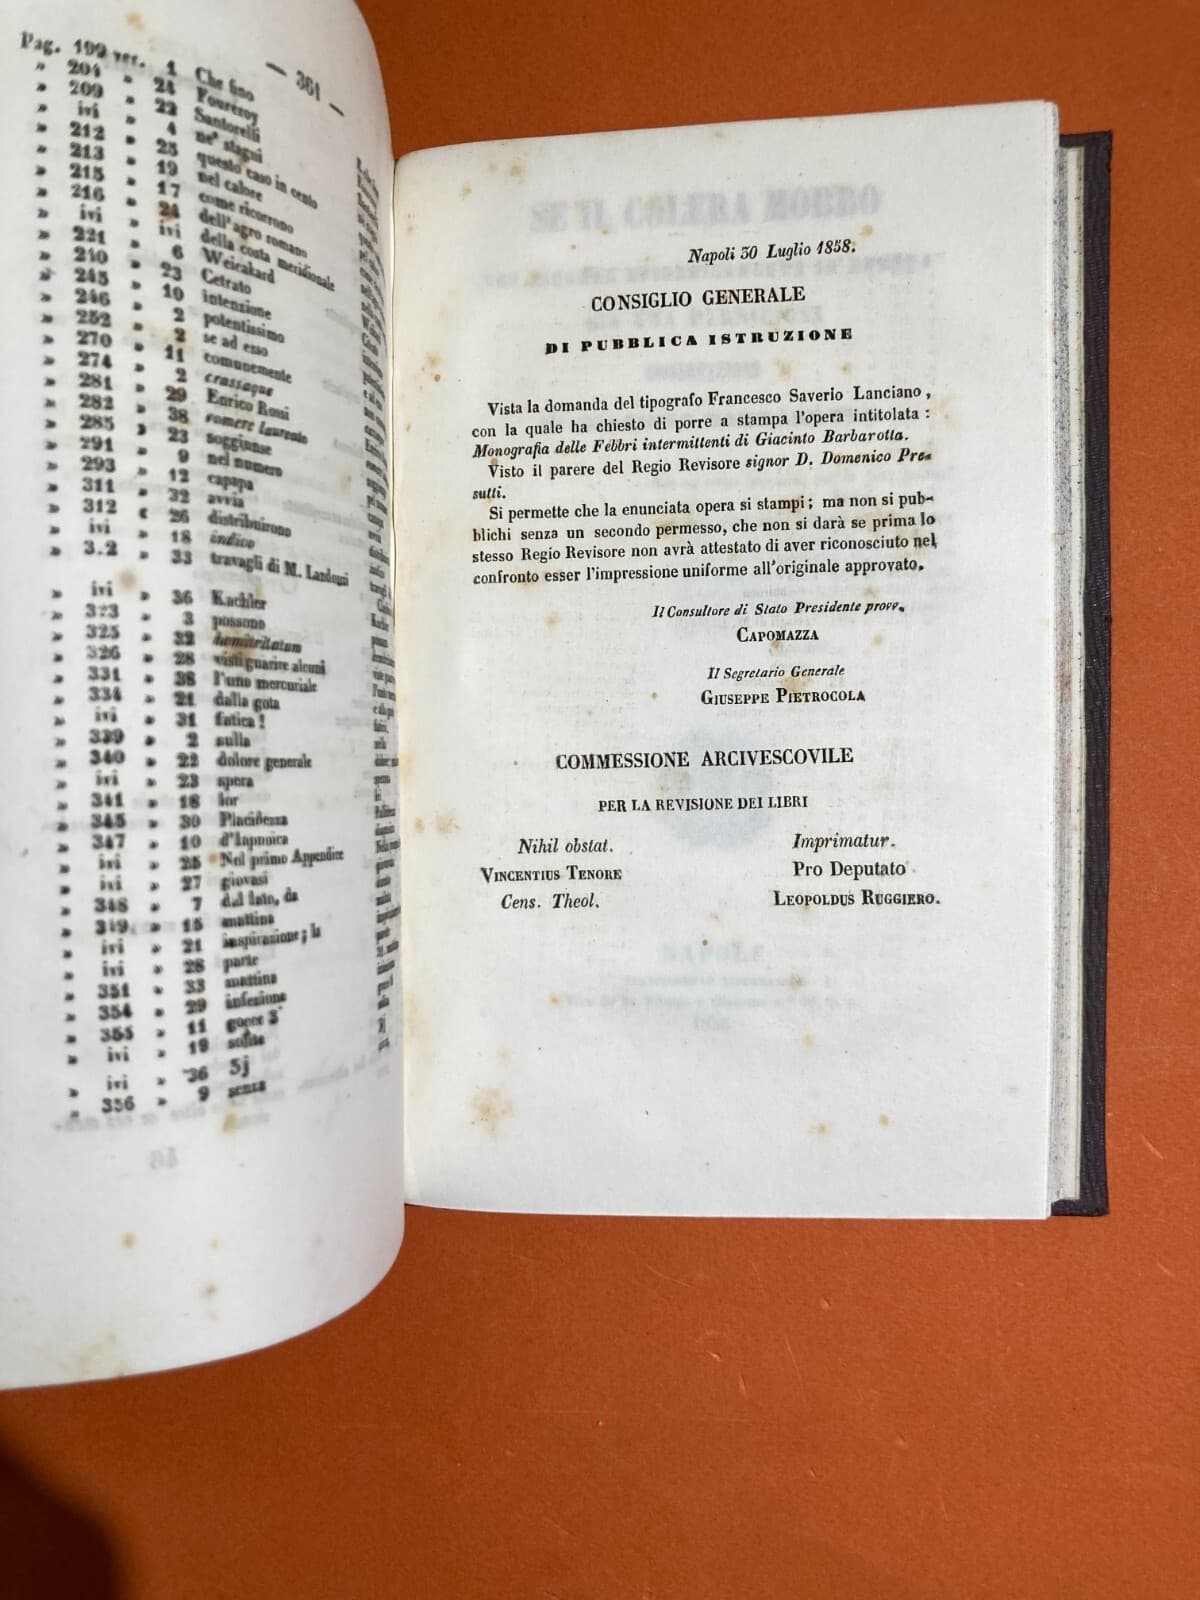 — 361 —
Pag. 199 ver. 1 Che fino
» 204 » 24 Foureroy
» 209 » 22 Santorelli
» ivi » 4 ne' stagni
» 212 » 25 questo caso in cento
» 213 » 19 nel calore
» 215 » 17 come ricorrono
» 216 » 24 dell'agro romano
» ivi » ivi della costa meridionale
» 221 » 6 Weicakard
» 240 » 23 Cetrato
» 245 » 10 intenzione
» 246 » 2 potentissimo
» 252 » 2 se ad esso
» 270 » 11 comunemente
» 274 » 2 crassaque
» 281 » 29 Enrico Rossi
» 282 » 38 vomere laureato
» 285 » 23 soggiunse
» 291 » 9 nel numero
» 293 » 12 capapa
» 311 » 32 avvia
» 312 « 26 distribuirono
» ivi » 18 indico
» 3.2 » 33 travagli di M. Landouzi
» ivi » 36 Kachler
» 323 » 3 possono
» 325 » 32 hemitritatum
» 326 » 28 visti guarire alcuni
» 331 » 38 l'uno mercuriale
» 334 » 21 dalla gota
» ivi » 31 fatica!
» 339 » 2 sulla
» 340 » 22 dolore generale
» ivi » 23 spera
» 341 » 18 lor
» 345 » 30 Placidezza
» 347 » 10 d'Iapnoica
» ivi » 25 Nel primo Appendice
» ivi » 27 giovasi
» 348 » 7 dal lato, da
» 349 » 15 mattina
» ivi » 21 inspirazione; la
» ivi » 28 parte
» 351 » 33 mattina
» 354 » 29 infezione
» 355 » 11 gocce 3
» ivi » 19
» ivi » 36 5j
» 356 » 9 senza
Napoli 30 Luglio 1858.
CONSIGLIO GENERALE
DI PUBBLICA ISTRUZIONE
Vista la domanda del tipografo Francesco Saverio Lanciano,
con la quale ha chiesto di porre a stampa l'opera intitolata:
Monografia delle Febbri intermittenti di Giacinto Barbarotta.
Visto il parere del Regio Revisore signor D. Domenico Pre-
sutti.
Si permette che la enunciata opera si stampi; ma non si pub-
blichi senza un secondo permesso, che non si darà se prima lo
stesso Regio Revisore non avrà attestato di aver riconosciuto nel
confronto esser l'impressione uniforme all'originale approvato.
Il Consultore di Stato Presidente provv.
CAPOMAZZA
Il Segretario Generale
GIUSEPPE PIETROCOLA
COMMESSIONE ARCIVESCOVILE
PER LA REVISIONE DEI LIBRI
Nihil obstat.
VINCENTIUS TENORE
Cens. Theol.
Imprimatur.
Pro Deputato
LEOPOLDUS RUGGIERO.